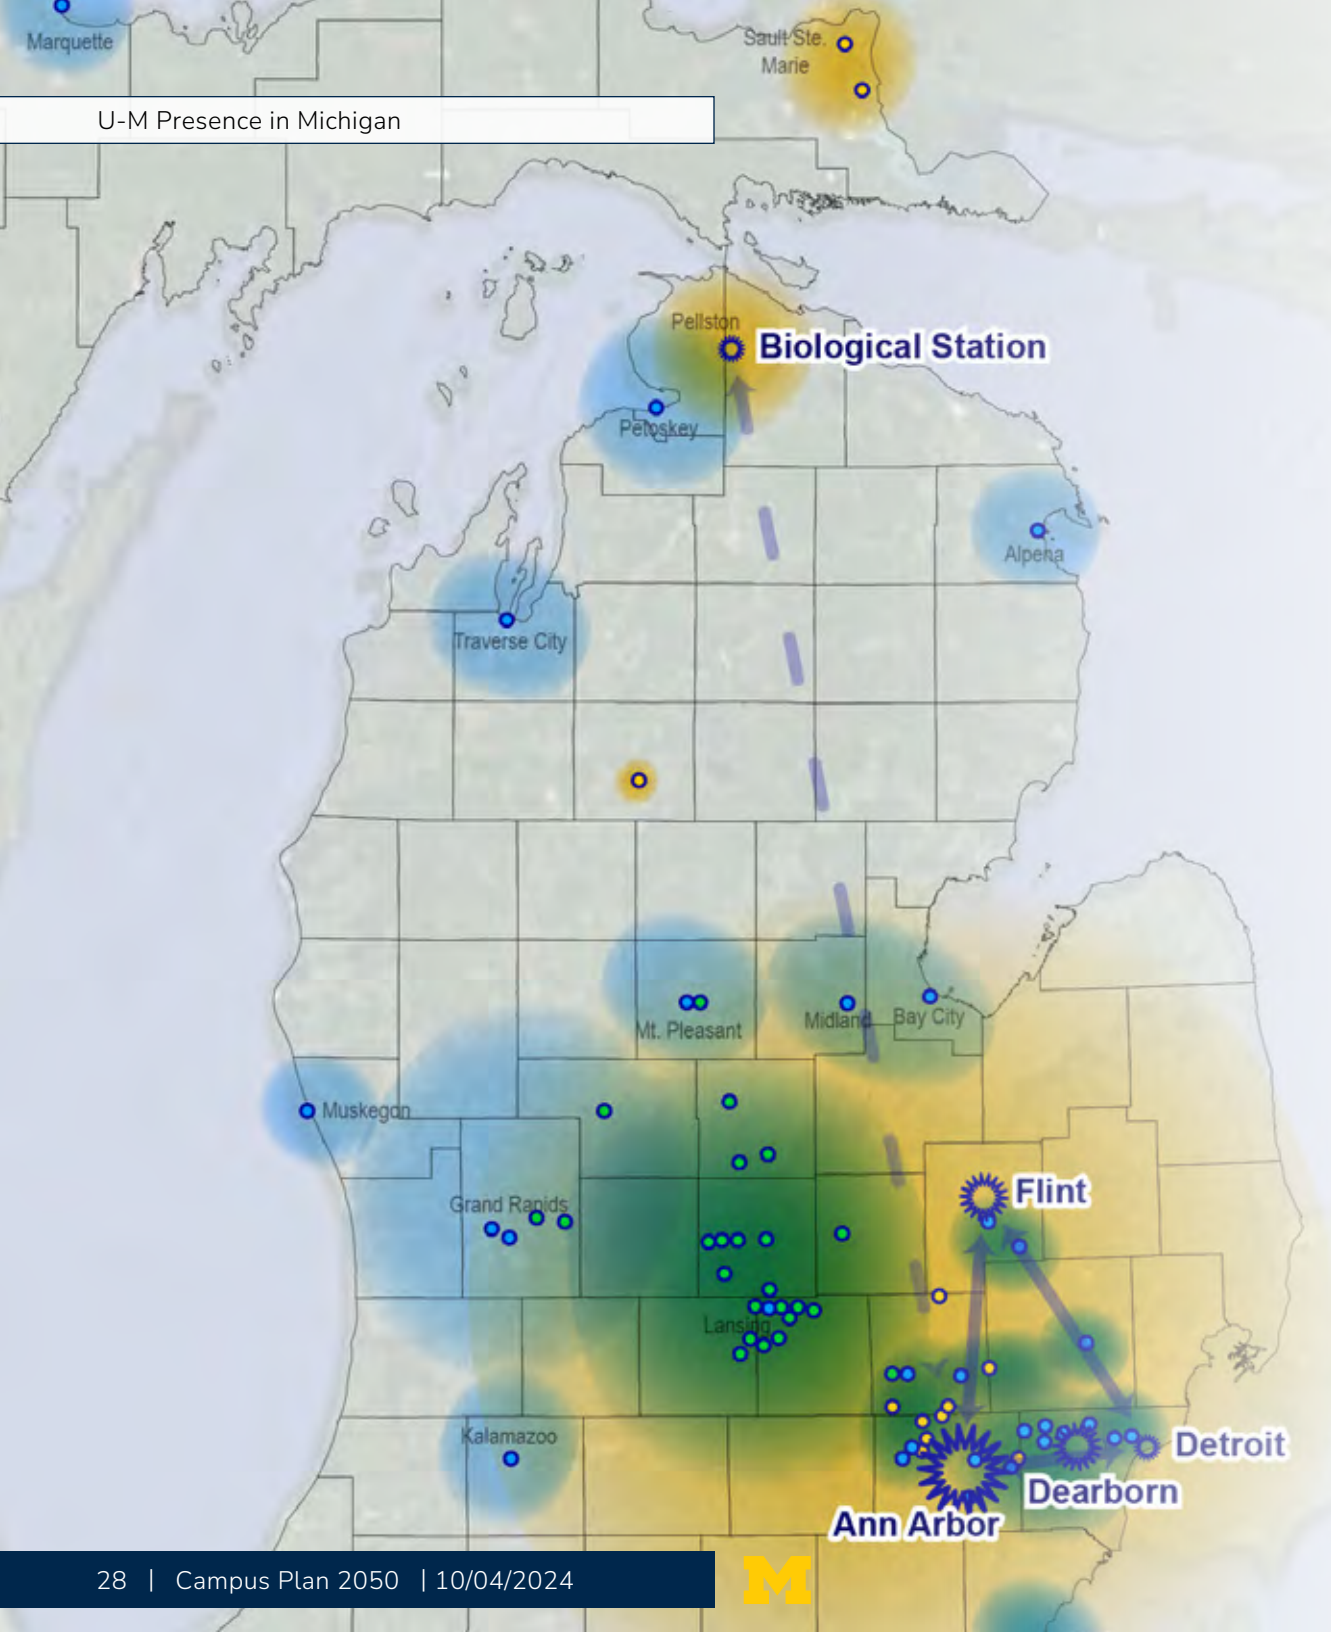 Marquette
Sault Ste.
Marie
U-M Presence in Michigan
Pellston
Biological Station
Petoskey
Alpena
Traverse City
Mt. Pleasant
Midland
Bay City
Muskegon
Flint
Grand Rapids
Lansing
Kalamazoo
Detroit
Dearborn
Ann Arbor
28 | Campus Plan 2050 | 10/04/2024
M